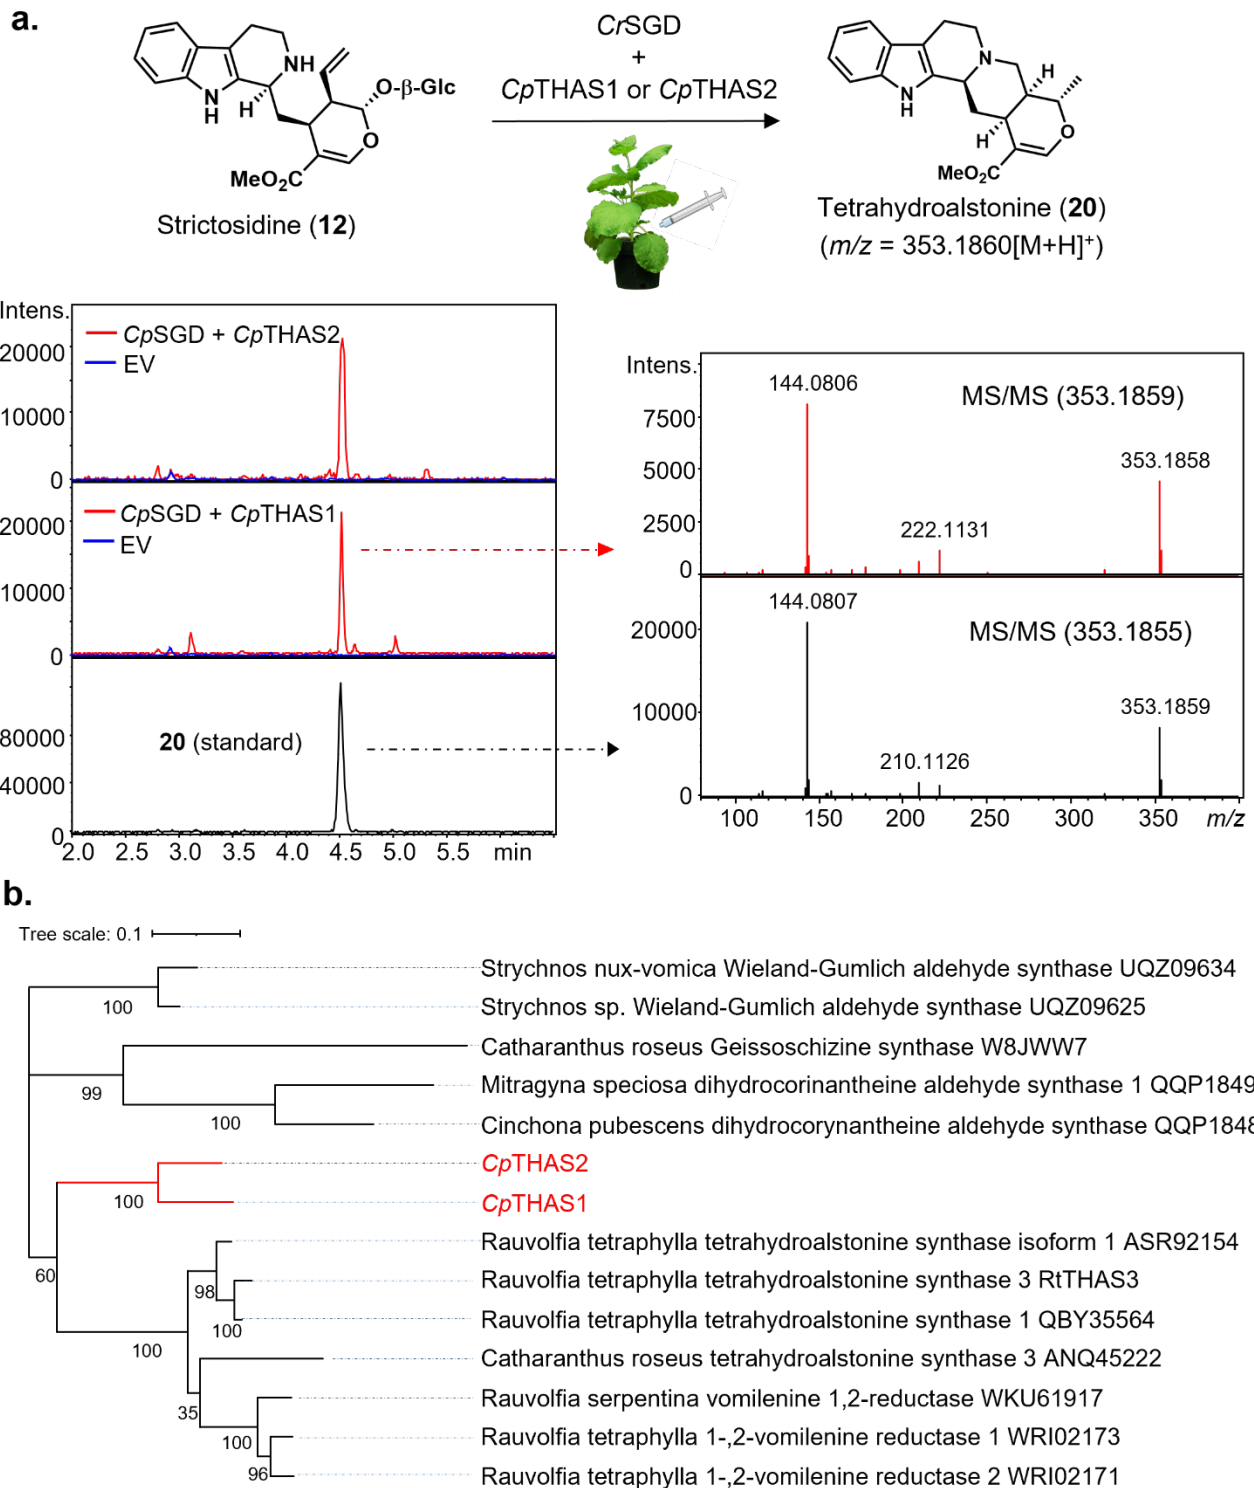 a.
CrSGD
+
CpTHAS1 or CpTHAS2
NH
N
H
H
O-β-Glc
O
MeO₂C
Strictosidine (12)
N
H
N
H
H
O
MeO₂C
Tetrahydroalstonine (20)
(m/z = 353.1860[M+H]⁺)
Intens.
20000
10000
0
CpSGD + CpTHAS2
EV
20000
10000
0
CpSGD + CpTHAS1
EV
80000
40000
0
20 (standard)
2.0 2.5 3.0 3.5 4.0 4.5 5.0 5.5 min
Intens.
7500
5000
2500
0
144.0806
MS/MS (353.1859)
353.1858
222.1131
20000
10000
0
144.0807
MS/MS (353.1855)
353.1859
210.1126
100 150 200 250 300 350 m/z
b.
Tree scale: 0.1
Strychnos nux-vomica Wieland-Gumlich aldehyde synthase UQZ09634
100
Strychnos sp. Wieland-Gumlich aldehyde synthase UQZ09625
Catharanthus roseus Geissoschizine synthase W8JWW7
99
Mitragyna speciosa dihydrocorinantheine aldehyde synthase 1 QQP1849
100
Cinchona pubescens dihydrocorynantheine aldehyde synthase QQP1848
CpTHAS2
100
CpTHAS1
60
Rauvolfia tetraphylla tetrahydroalstonine synthase isoform 1 ASR92154
98
Rauvolfia tetraphylla tetrahydroalstonine synthase 3 RtTHAS3
100
Rauvolfia tetraphylla tetrahydroalstonine synthase 1 QBY35564
100
Catharanthus roseus tetrahydroalstonine synthase 3 ANQ45222
35
Rauvolfia serpentina vomilenine 1,2-reductase WKU61917
100
Rauvolfia tetraphylla 1-,2-vomilenine reductase 1 WRI02173
96
Rauvolfia tetraphylla 1-,2-vomilenine reductase 2 WRI02171